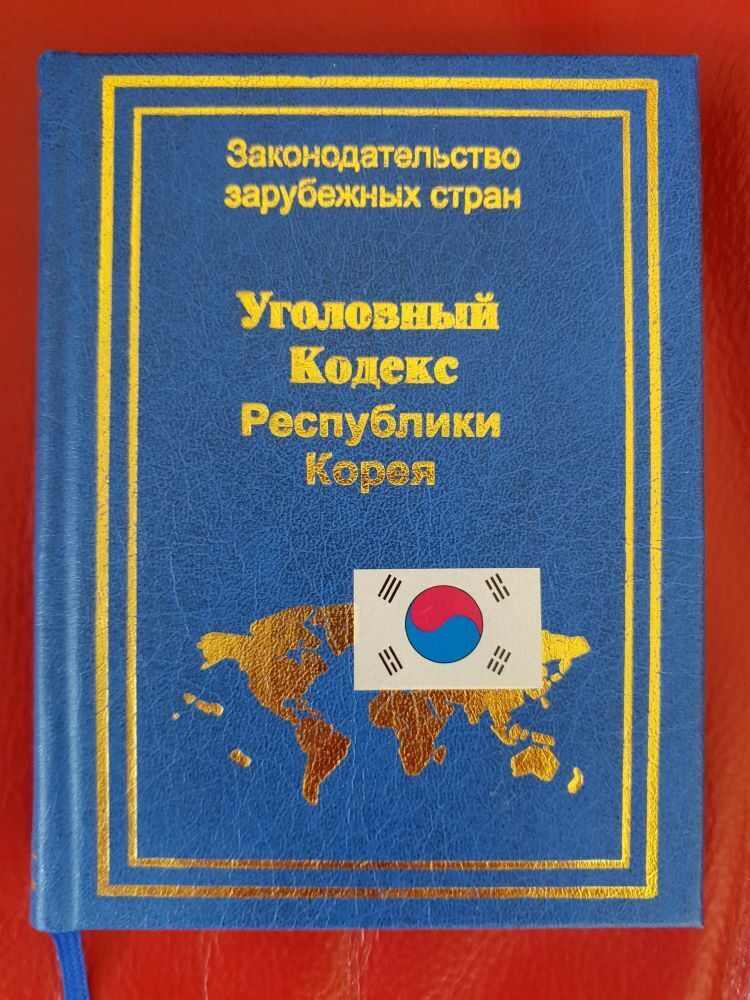 Законодательство
зарубежных стран
Уголовный
Кодекс
Республики
Корея